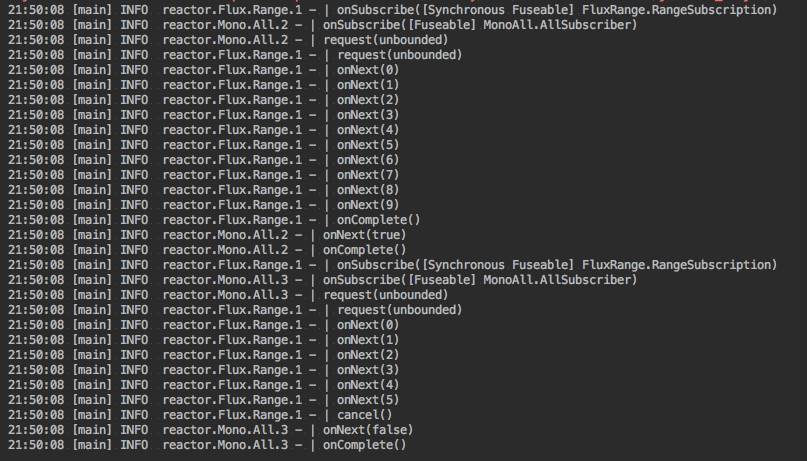 21:50:08 [main] INFO  reactor.Flux.Range.1 - | onSubscribe([Synchronous Fuseable] FluxRange.RangeSubscription)
21:50:08 [main] INFO  reactor.Mono.All.2 - | onSubscribe([Fuseable] MonoAll.AllSubscriber)
21:50:08 [main] INFO  reactor.Mono.All.2 - | request(unbounded)
21:50:08 [main] INFO  reactor.Flux.Range.1 - | request(unbounded)
21:50:08 [main] INFO  reactor.Flux.Range.1 - | onNext(0)
21:50:08 [main] INFO  reactor.Flux.Range.1 - | onNext(1)
21:50:08 [main] INFO  reactor.Flux.Range.1 - | onNext(2)
21:50:08 [main] INFO  reactor.Flux.Range.1 - | onNext(3)
21:50:08 [main] INFO  reactor.Flux.Range.1 - | onNext(4)
21:50:08 [main] INFO  reactor.Flux.Range.1 - | onNext(5)
21:50:08 [main] INFO  reactor.Flux.Range.1 - | onNext(6)
21:50:08 [main] INFO  reactor.Flux.Range.1 - | onNext(7)
21:50:08 [main] INFO  reactor.Flux.Range.1 - | onNext(8)
21:50:08 [main] INFO  reactor.Flux.Range.1 - | onNext(9)
21:50:08 [main] INFO  reactor.Flux.Range.1 - | onComplete()
21:50:08 [main] INFO  reactor.Mono.All.2 - | onNext(true)
21:50:08 [main] INFO  reactor.Mono.All.2 - | onComplete()
21:50:08 [main] INFO  reactor.Flux.Range.1 - | onSubscribe([Synchronous Fuseable] FluxRange.RangeSubscription)
21:50:08 [main] INFO  reactor.Mono.All.3 - | onSubscribe([Fuseable] MonoAll.AllSubscriber)
21:50:08 [main] INFO  reactor.Mono.All.3 - | request(unbounded)
21:50:08 [main] INFO  reactor.Flux.Range.1 - | request(unbounded)
21:50:08 [main] INFO  reactor.Flux.Range.1 - | onNext(0)
21:50:08 [main] INFO  reactor.Flux.Range.1 - | onNext(1)
21:50:08 [main] INFO  reactor.Flux.Range.1 - | onNext(2)
21:50:08 [main] INFO  reactor.Flux.Range.1 - | onNext(3)
21:50:08 [main] INFO  reactor.Flux.Range.1 - | onNext(4)
21:50:08 [main] INFO  reactor.Flux.Range.1 - | onNext(5)
21:50:08 [main] INFO  reactor.Flux.Range.1 - | cancel()
21:50:08 [main] INFO  reactor.Mono.All.3 - | onNext(false)
21:50:08 [main] INFO  reactor.Mono.All.3 - | onComplete()